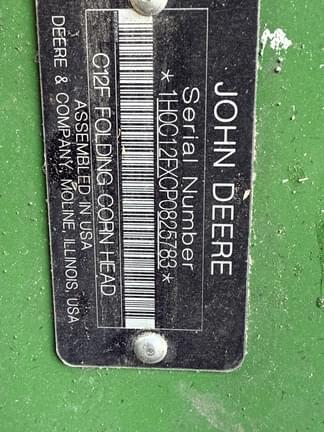 JOHN DEERE
Serial Number
*1H0C12FXCP0825783*
C12F FOLDING CORN HEAD
ASSEMBLED IN USA
DEERE & COMPANY, MOLINE, ILLINOIS, USA